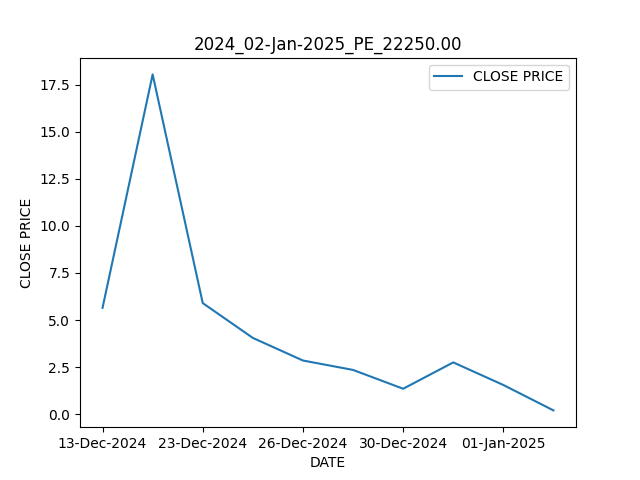 2024_02-Jan-2025_PE_22250.00
CLOSE PRICE
17.5
15.0
12.5
10.0
7.5
5.0
2.5
0.0
CLOSE PRICE
13-Dec-2024
23-Dec-2024
26-Dec-2024
30-Dec-2024
01-Jan-2025
DATE